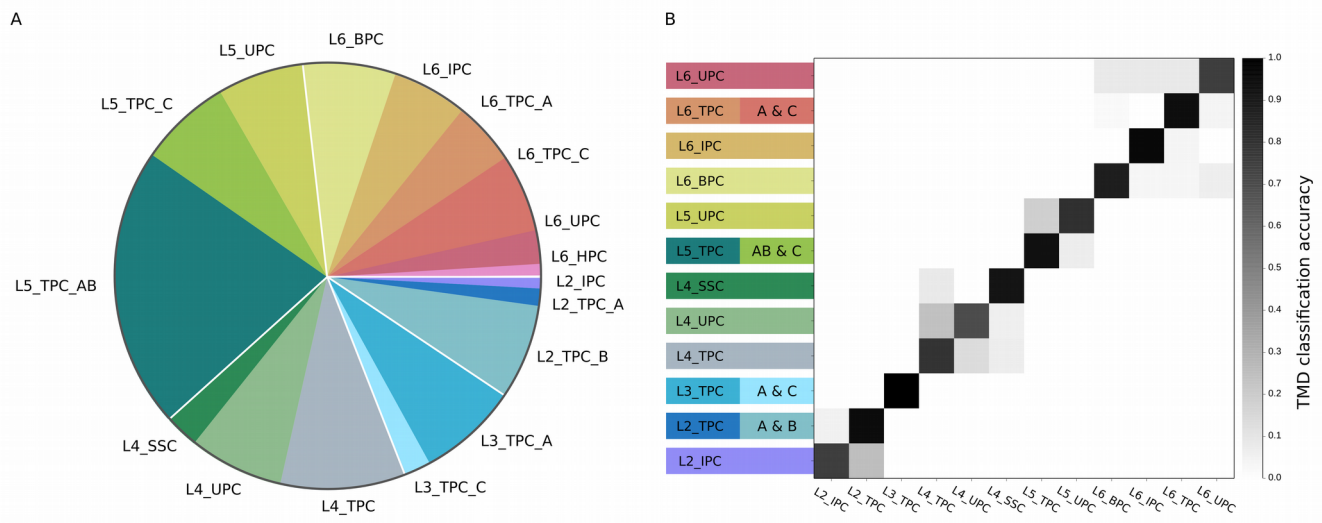 A
L6_BPC
L5_UPC
L6_IPC
L5_TPC_C
L6_TPC_A
L6_TPC_C
L6_UPC
L6_HPC
L5_TPC_AB
L2_IPC
L2_TPC_A
L2_TPC_B
L4_SSC
L3_TPC_A
L4_UPC
L3_TPC_C
L4_TPC
B
L6_UPC
L6_TPC A & C
L6_IPC
L6_BPC
L5_UPC
L5_TPC AB & C
L4_SSC
L4_UPC
L4_TPC
L3_TPC A & C
L2_TPC A & B
L2_IPC
L2_IPC L2_TPC L3_TPC L4_TPC L4_UPC L4_SSC L5_TPC L5_UPC L6_BPC L6_IPC L6_TPC L6_UPC
1.0
0.9
0.8
0.7
0.6
0.5
0.4
0.3
0.2
0.1
0.0
TMD classification accuracy